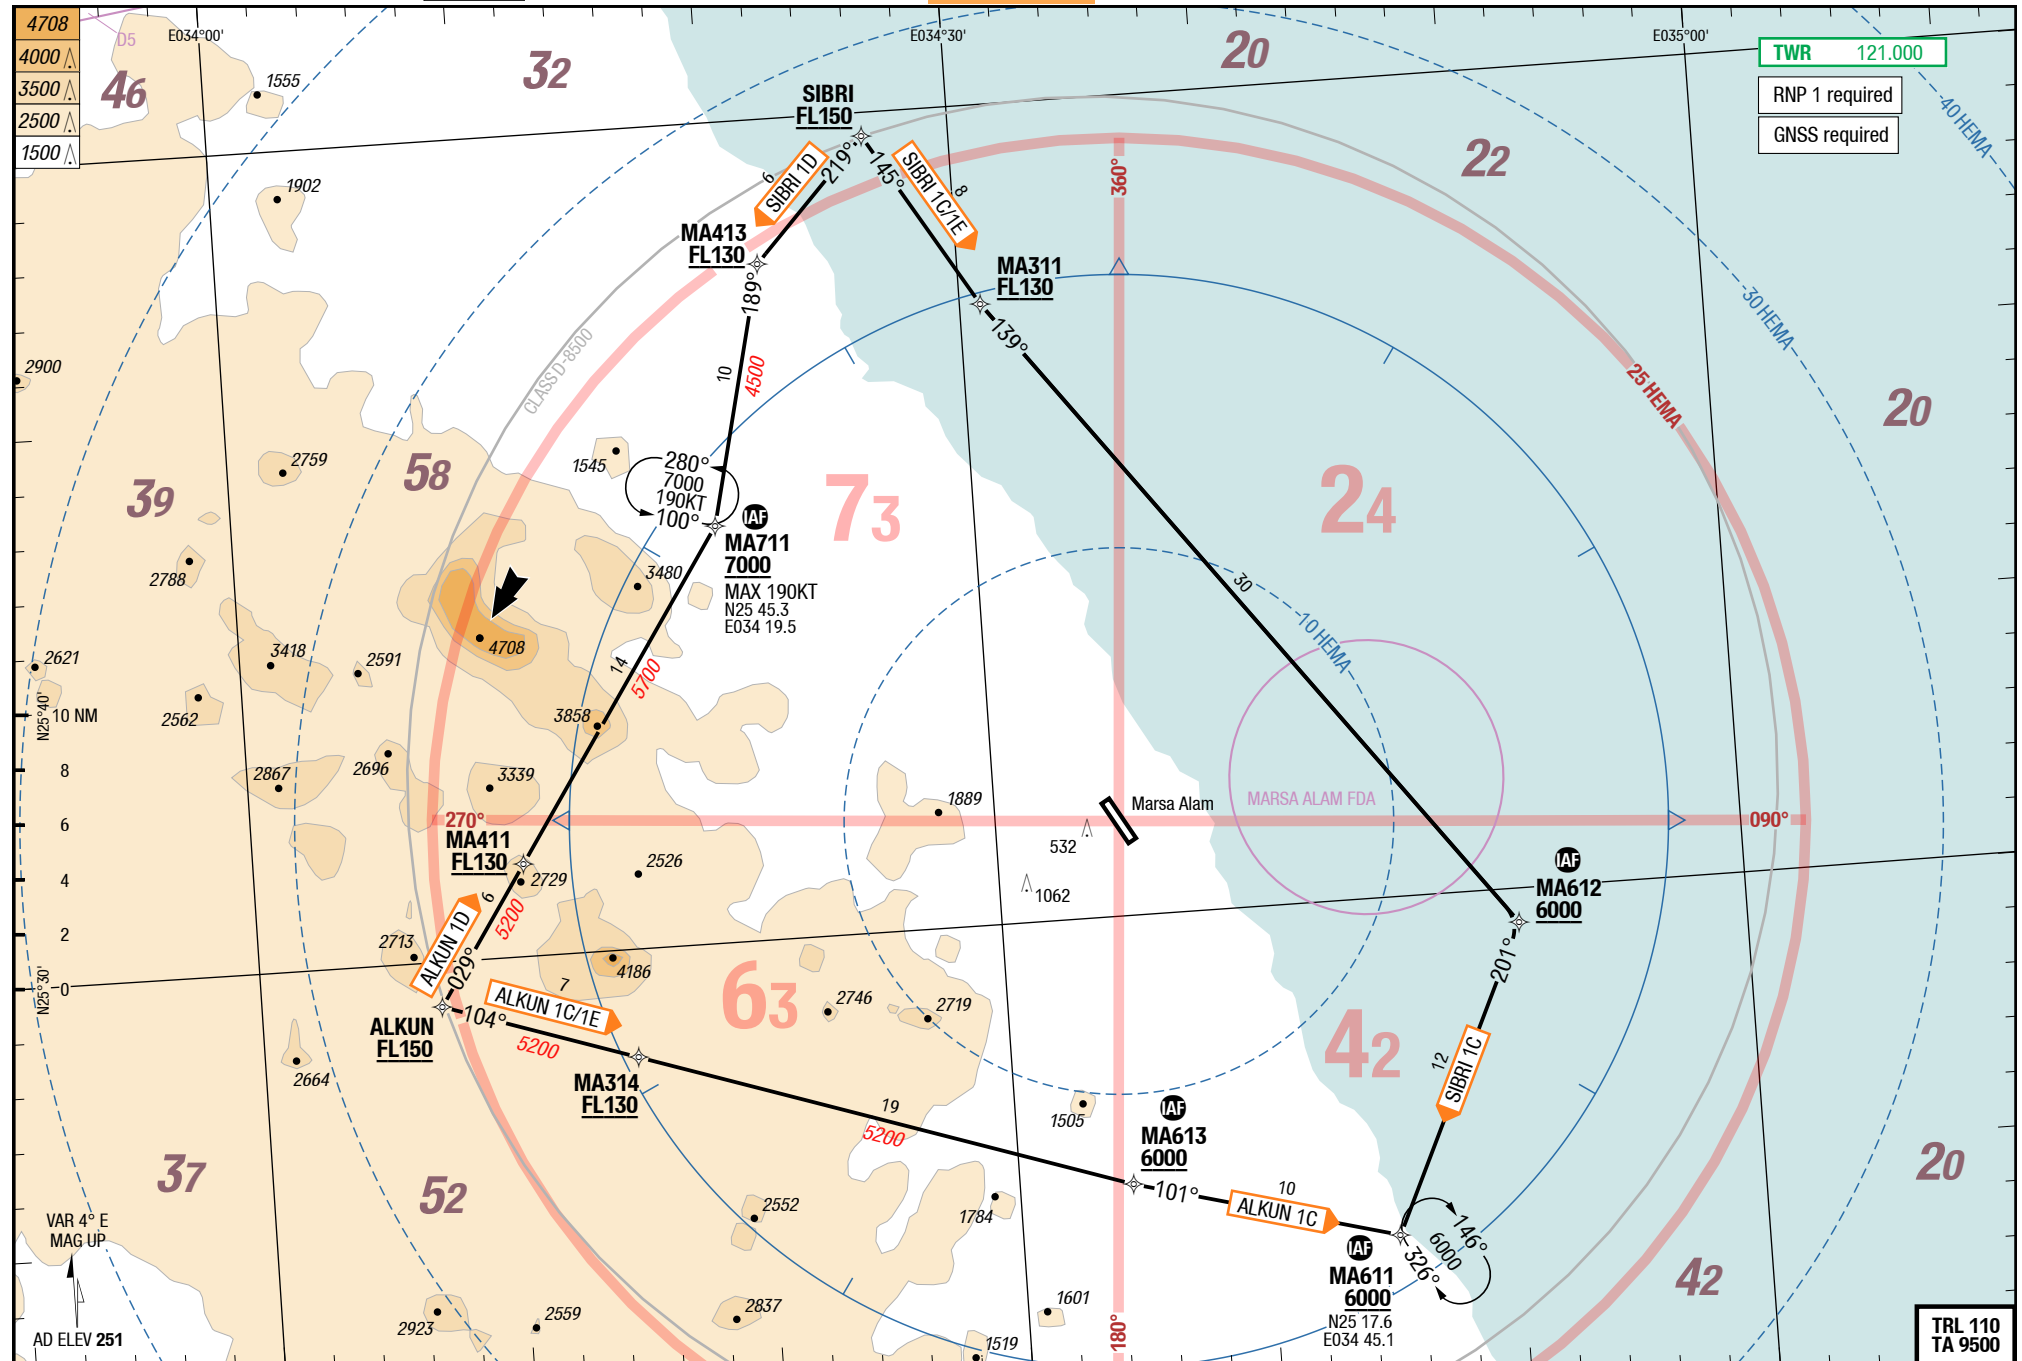 4708
4000
3500
2500
1500
D5
E034°00'
E034°30'
E035°00'
46
32
20
22
TWR 121.000
RNP 1 required
GNSS required
40 HEMA
30 HEMA
25 HEMA
10 HEMA
1555
SIBRI
FL150
219°
145°
6
SIBRI 1D
SIBRI 1C/1E
8
360°
1902
MA413
FL130
189°
MA311
FL130
139°
CLASS D-8500
2900
10
4500
20
39
58
2759
1545
280°
7000
190KT
100°
IAF
MA711
7000
MAX 190KT
N25 45.3
E034 19.5
73
24
30
2788
3480
4708
3418
2591
2621
2562
14
5700
3858
N25°40'
10 NM
8
6
4
2
0
N25°30'
2696
2867
3339
270°
090°
MA411
FL130
2729
2526
1889
Marsa Alam
532
1062
MARSA ALAM FDA
IAF
MA612
6000
6
5200
ALKUN 1D
029°
2713
4186
201°
ALKUN
FL150
104°
7
ALKUN 1C/1E
5200
63
2746
2719
42
12
SIBRI 1C
2664
MA314
FL130
19
5200
1505
IAF
MA613
6000
101°
10
ALKUN 1C
37
52
20
2552
1784
146°
6000
326°
IAF
MA611
6000
N25 17.6
E034 45.1
42
VAR 4° E
MAG UP
AD ELEV 251
2923
2559
2837
1601
1519
180°
TRL 110
TA 9500